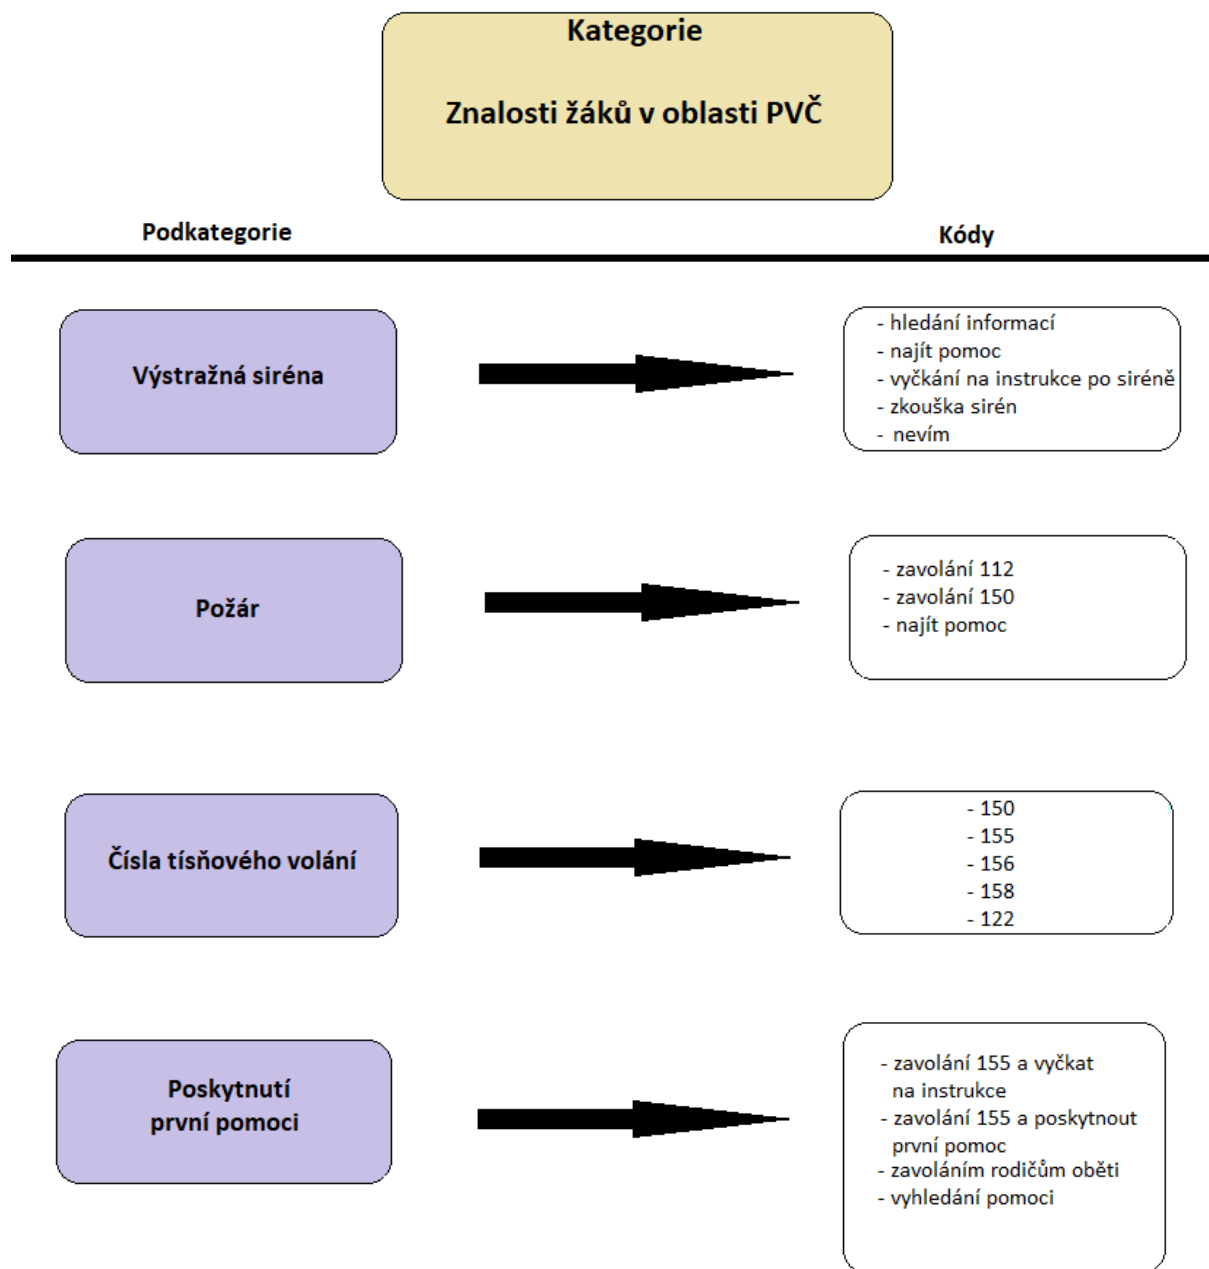 Kategorie
Znalosti žáků v oblasti PVČ
Podkategorie
Kódy
Výstražná siréna
- hledání informací
- najít pomoc
- vyčkání na instrukce po siréně
- zkouška sirén
- nevím
Požár
- zavolání 112
- zavolání 150
- najít pomoc
Čísla tísňového volání
- 150
- 155
- 156
- 158
- 122
Poskytnutí
první pomoci
- zavolání 155 a vyčkat
na instrukce
- zavolání 155 a poskytnout
první pomoc
- zavoláním rodičům oběti
- vyhledání pomoci